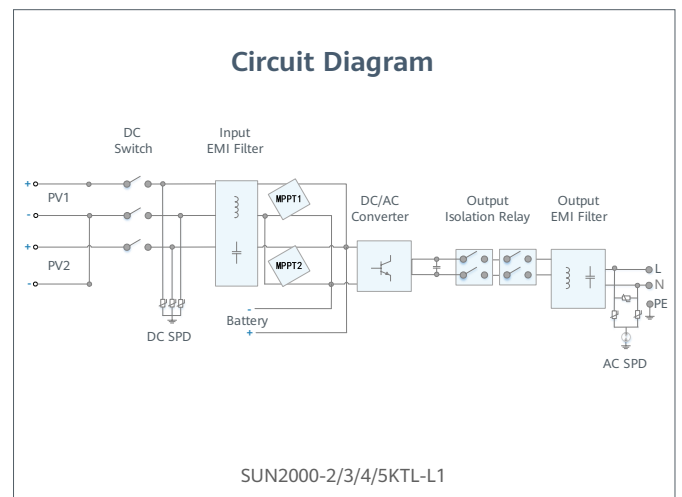 Circuit Diagram
DC
Switch
Input
EMI Filter
+
PV1
-
+
PV2
-
MPPT1
MPPT2
DC/AC
Converter
Output
Isolation Relay
Output
EMI Filter
L
N
PE
-
Battery
+
DC SPD
AC SPD
SUN2000-2/3/4/5KTL-L1